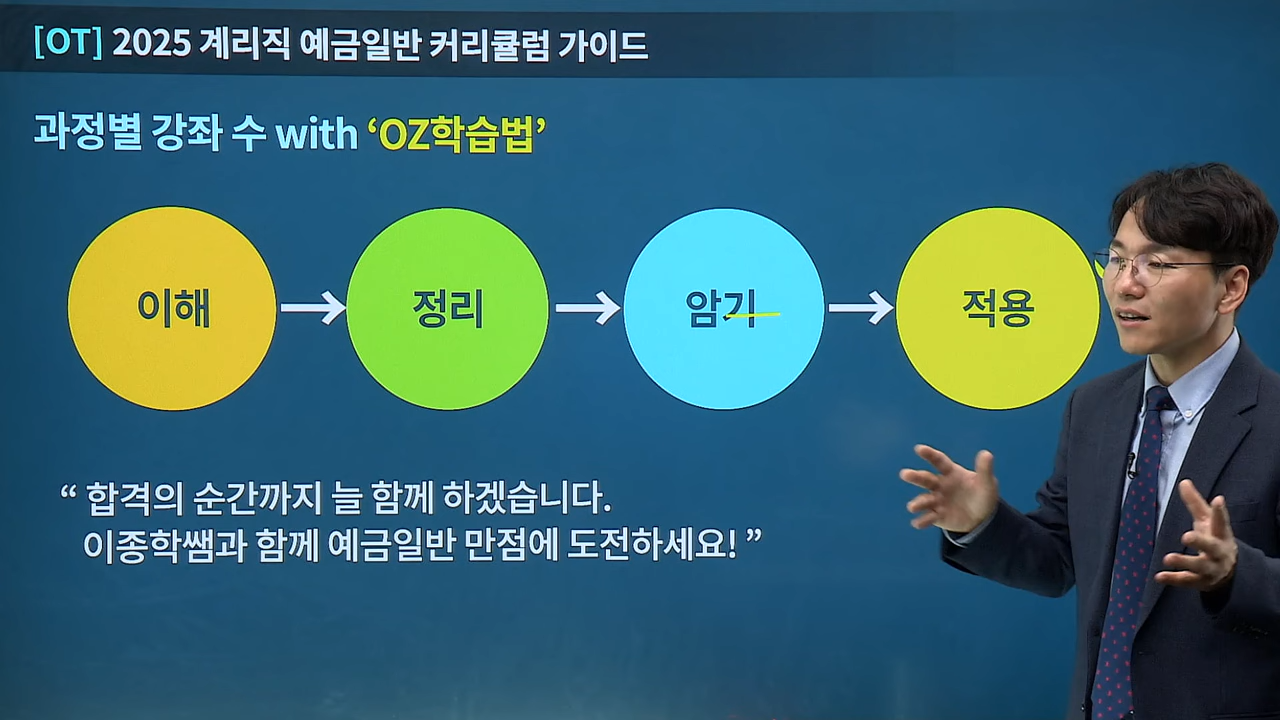 [OT] 2025 계리직 예금일반 커리큘럼 가이드
과정별 강좌 수 with ‘OZ학습법’
이해 → 정리 → 암기 → 적용
“ 합격의 순간까지 늘 함께 하겠습니다.
이종학쌤과 함께 예금일반 만점에 도전하세요! ”